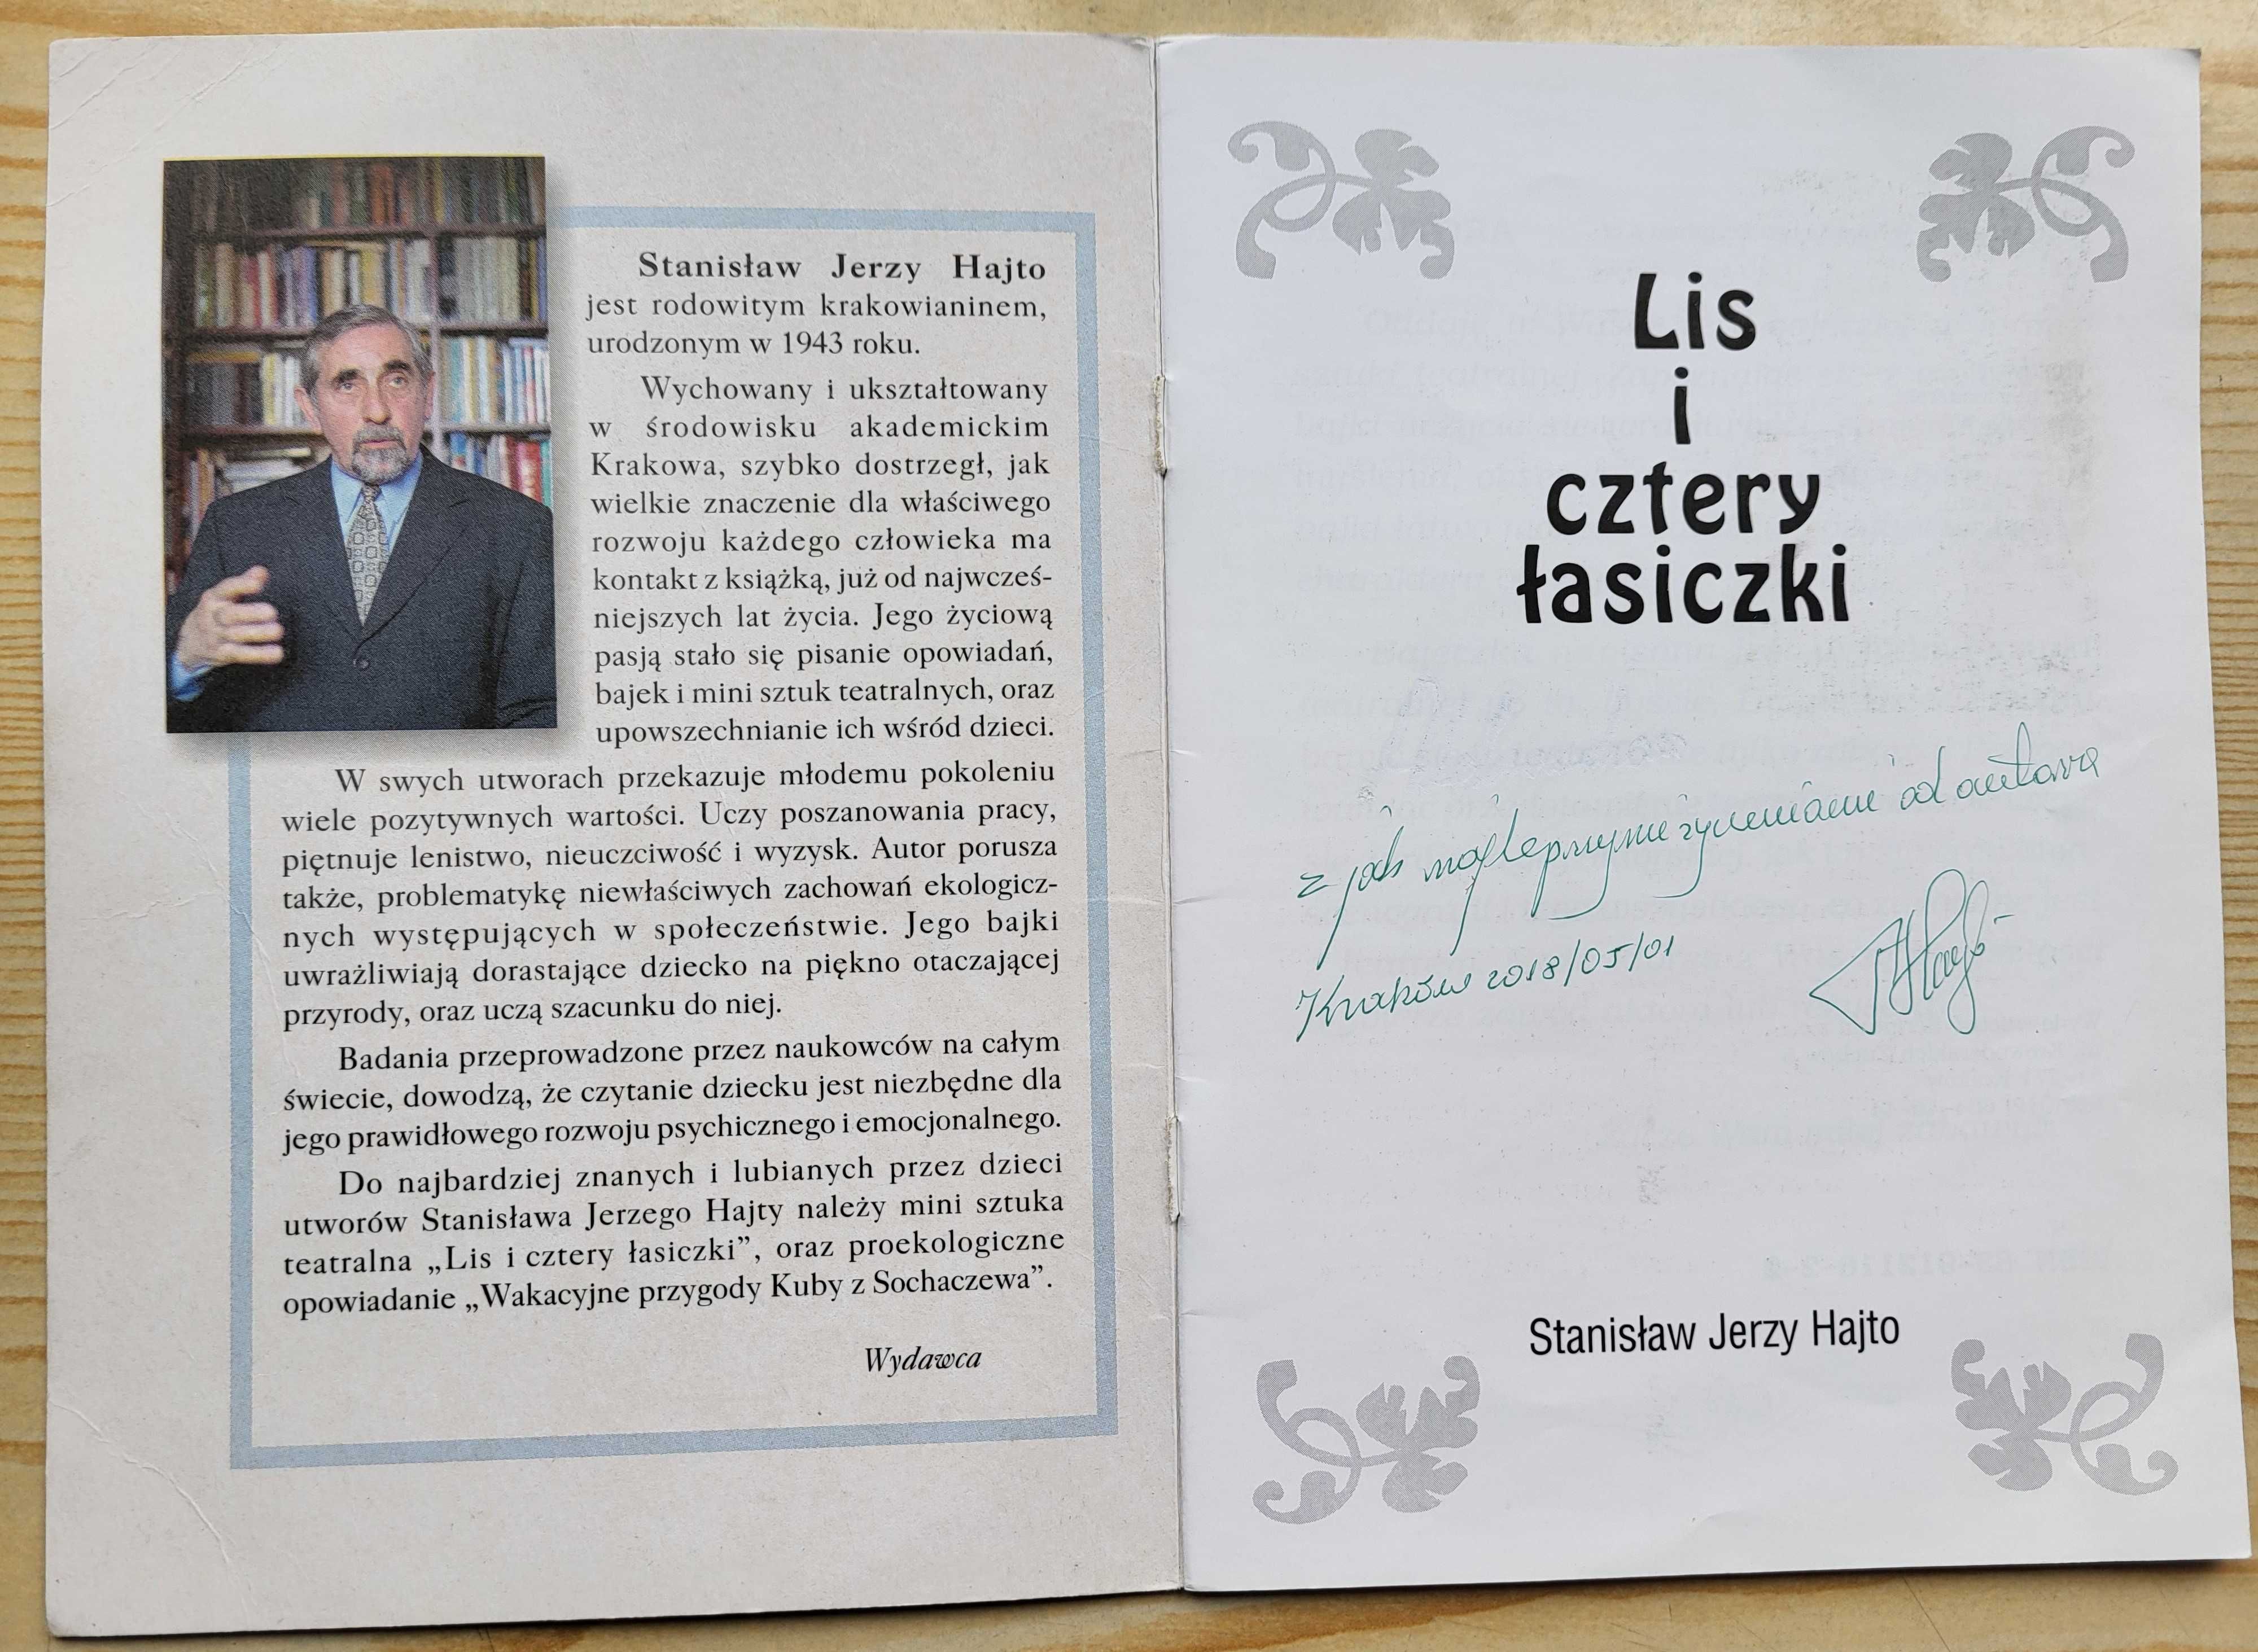 Stanisław Jerzy Hajto
jest rodowitym krakowianinem,
urodzonym w 1943 roku.
Wychowany i ukształtowany
w środowisku akademickim
Krakowa, szybko dostrzegł, jak
wielkie znaczenie dla właściwego
rozwoju każdego człowieka ma
kontakt z książką, już od najwcześ-
niejszych lat życia. Jego życiową
pasją stało się pisanie opowiadań,
bajek i mini sztuk teatralnych, oraz
upowszechnianie ich wśród dzieci.
W swych utworach przekazuje młodemu pokoleniu
wiele pozytywnych wartości. Uczy poszanowania pracy,
piętnuje lenistwo, nieuczciwość i wyzysk. Autor porusza
także, problematykę niewłaściwych zachowań ekologicz-
nych występujących w społeczeństwie. Jego bajki
uwrażliwiają dorastające dziecko na piękno otaczającej
przyrody, oraz uczą szacunku do niej.
Badania przeprowadzone przez naukowców na całym
świecie, dowodzą, że czytanie dziecku jest niezbędne dla
jego prawidłowego rozwoju psychicznego i emocjonalnego.
Do najbardziej znanych i lubianych przez dzieci
utworów Stanisława Jerzego Hajty należy mini sztuka
teatralna „Lis i cztery łasiczki”, oraz proekologiczne
opowiadanie „Wakacyjne przygody Kuby z Sochaczewa”.
Wydawca
Lis
i
cztery
łasiczki
z jak najlepszymi życzeniami od autora
Kraków 2018/05/01
Stanisław Jerzy Hajto